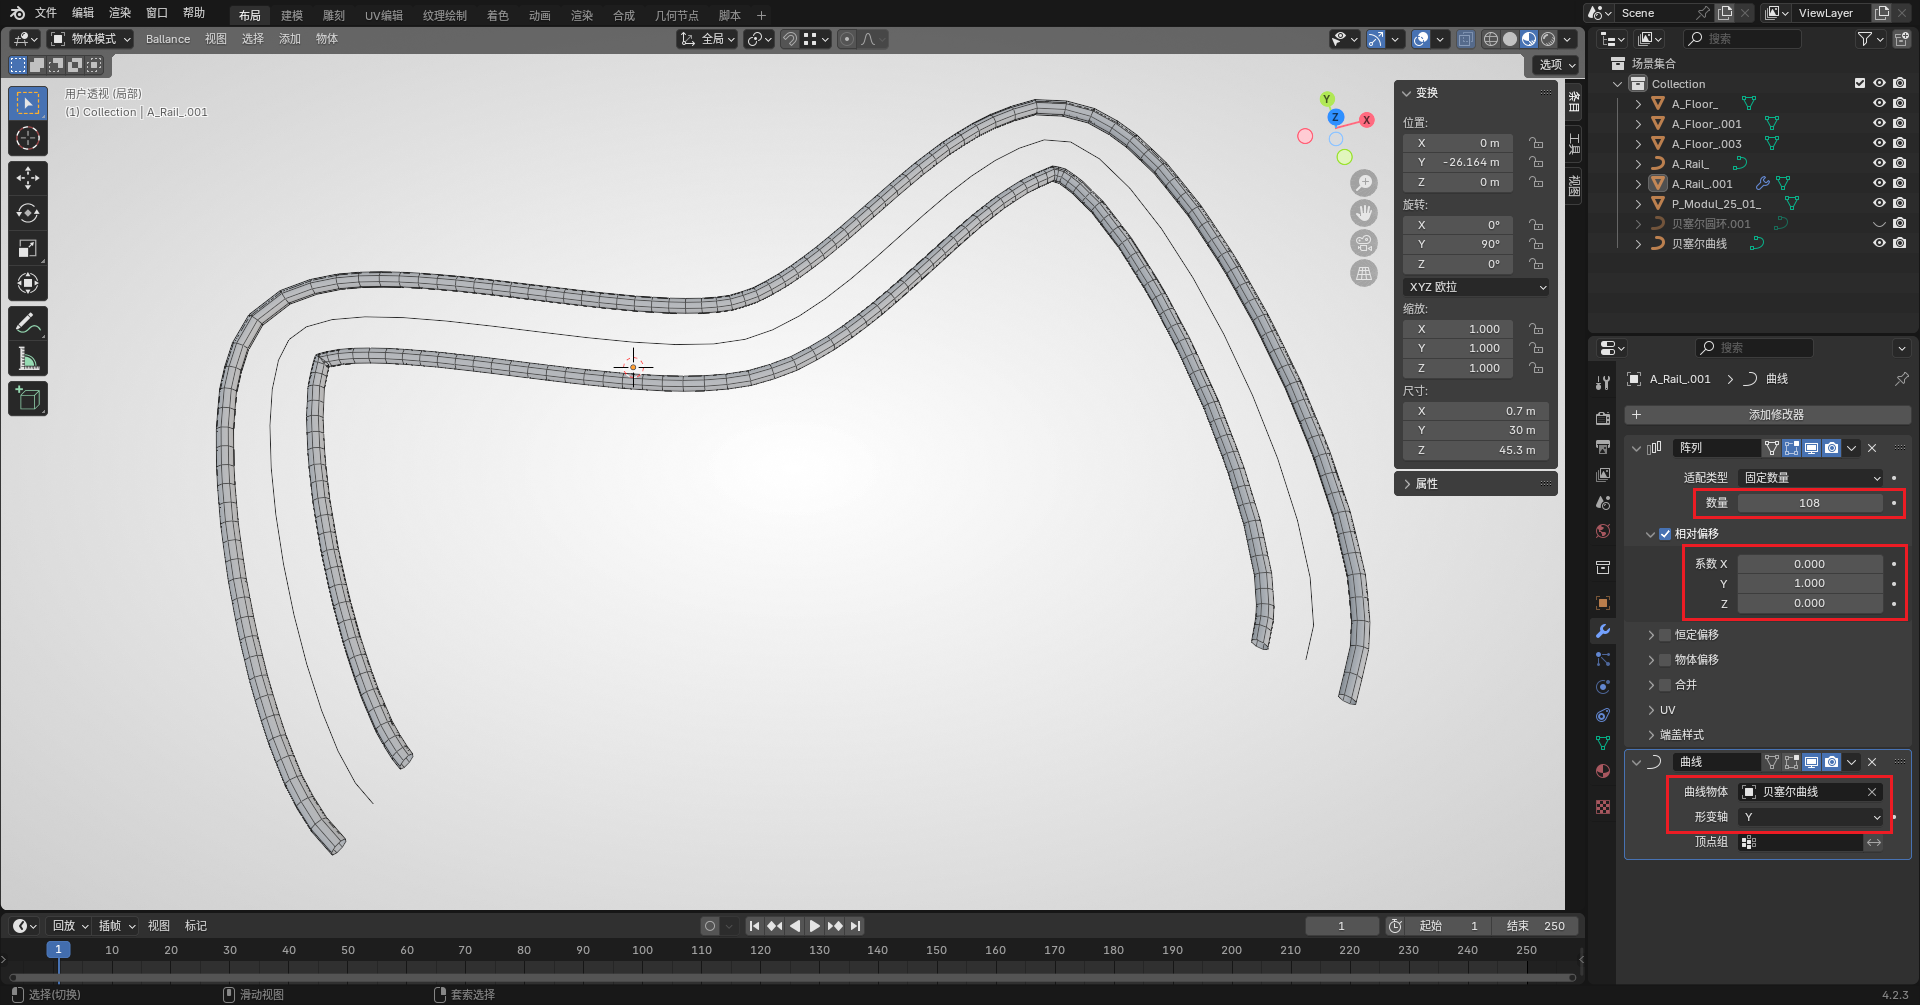 文件 编辑 渲染 窗口 帮助 布局 建模 雕刻 UV编辑 纹理绘制 着色 动画 渲染 合成 几何节点 脚本 + Scene ViewLayer
物体模式 Ballance 视图 选择 添加 物体 全局
选项
用户透视 (局部)
(1) Collection | A_Rail_.001
Y
Z
X
条目
工具
视图
变换
位置:
X 0 m
Y -26.164 m
Z 0 m
旋转:
X 0°
Y 90°
Z 0°
XYZ 欧拉
缩放:
X 1.000
Y 1.000
Z 1.000
尺寸:
X 0.7 m
Y 30 m
Z 45.3 m
属性
搜索
场景集合
Collection
A_Floor_
A_Floor_.001
A_Floor_.003
A_Rail_
A_Rail_.001
P_Modul_25_01_
贝塞尔圆环.001
贝塞尔曲线
搜索
A_Rail_.001 曲线
+ 添加修改器
阵列
适配类型 固定数量
数量 108
相对偏移
系数 X 0.000
Y 1.000
Z 0.000
恒定偏移
物体偏移
合并
UV
端盖样式
曲线
曲线物体 贝塞尔曲线
形变轴 Y
顶点组
回放 插帧 视图 标记 1 起始 1 结束 250
1 10 20 30 40 50 60 70 80 90 100 110 120 130 140 150 160 170 180 190 200 210 220 230 240 250
选择(切换) 滑动视图 套索选择 4.2.3